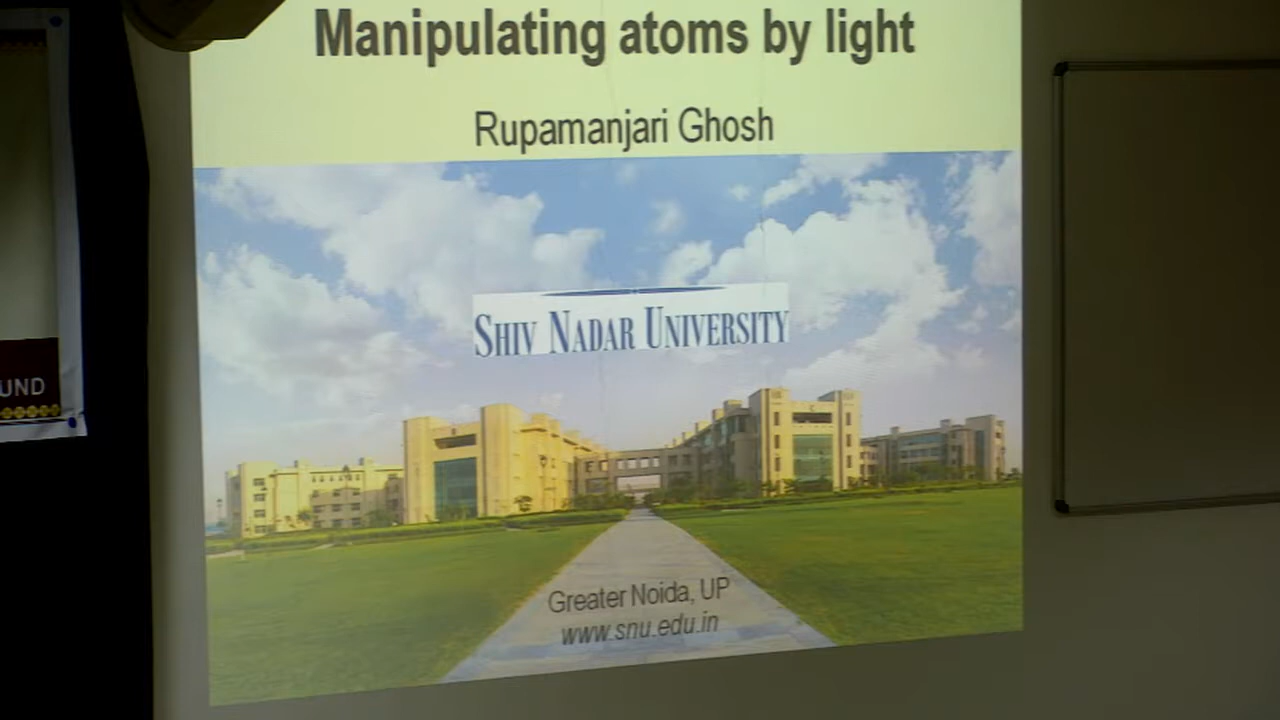 Manipulating atoms by light
Rupamanjari Ghosh
SHIV NADAR UNIVERSITY
UND
Greater Noida, UP
www.snu.edu.in